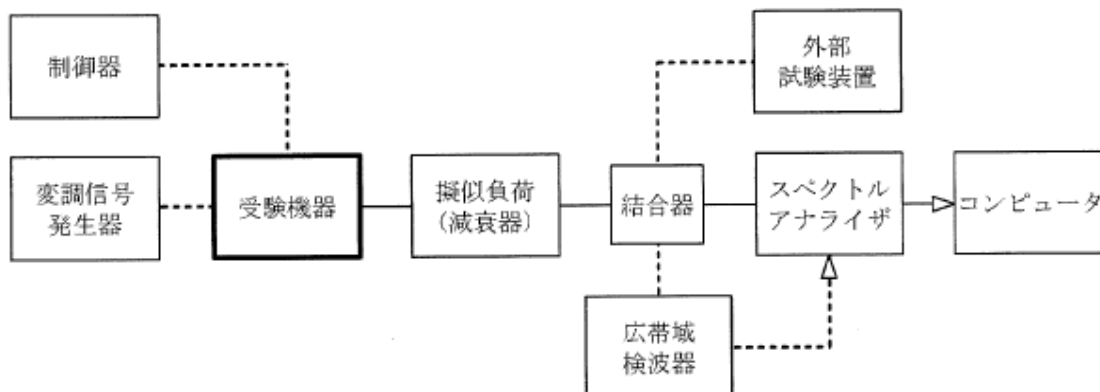 制御器
外部
試験装置
変調信号
発生器
受験機器
擬似負荷
(減衰器)
結合器
スペクトル
アナライザ
コンピュータ
広帯域
検波器